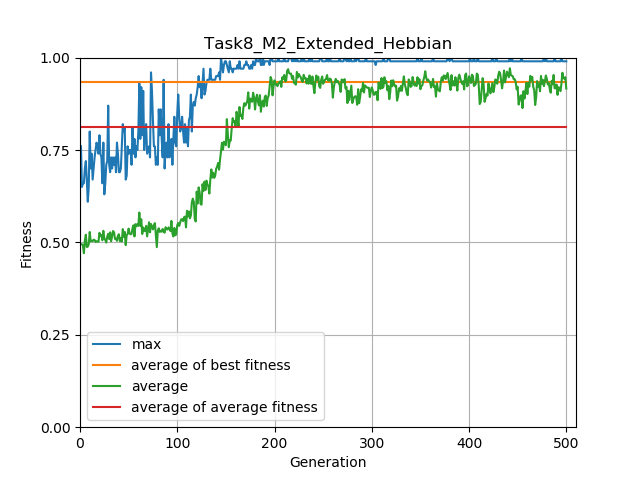 Task8_M2_Extended_Hebbian
1.00
0.75
0.50
0.25
0.00
Fitness
max
average of best fitness
average
average of average fitness
0 100 200 300 400 500
Generation